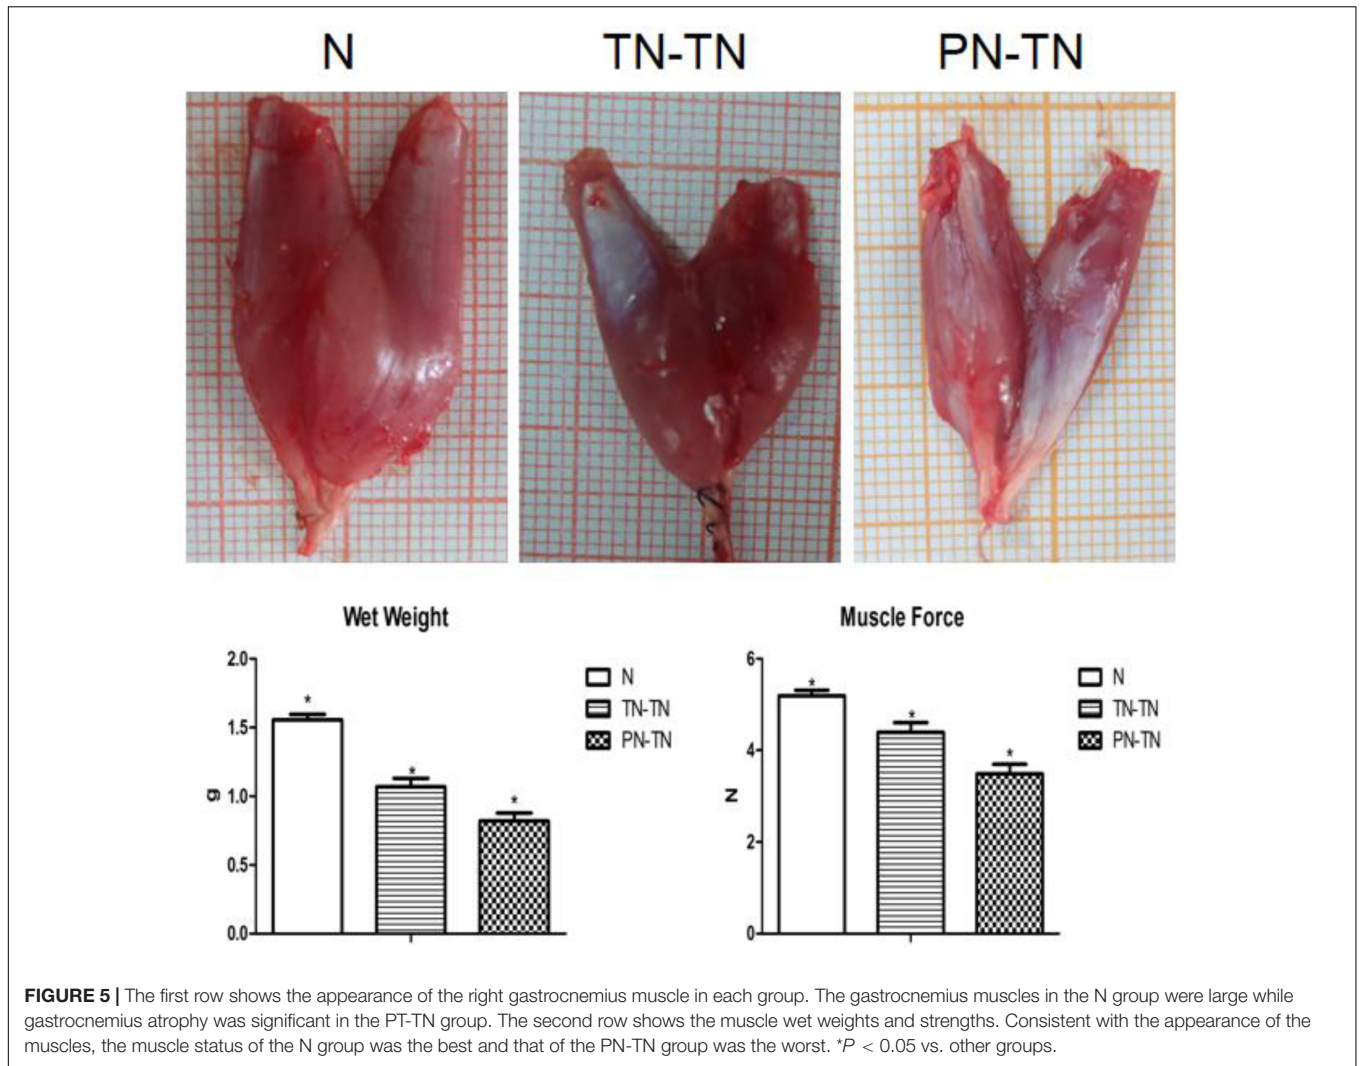 N TN-TN PN-TN
Wet Weight
2.0
1.5
1.0
0.5
0.0
g
*
*
*
N
TN-TN
PN-TN
Muscle Force
6
4
2
0
N
*
*
*
N
TN-TN
PN-TN
FIGURE 5 | The first row shows the appearance of the right gastrocnemius muscle in each group. The gastrocnemius muscles in the N group were large while
gastrocnemius atrophy was significant in the PT-TN group. The second row shows the muscle wet weights and strengths. Consistent with the appearance of the
muscles, the muscle status of the N group was the best and that of the PN-TN group was the worst. *P < 0.05 vs. other groups.